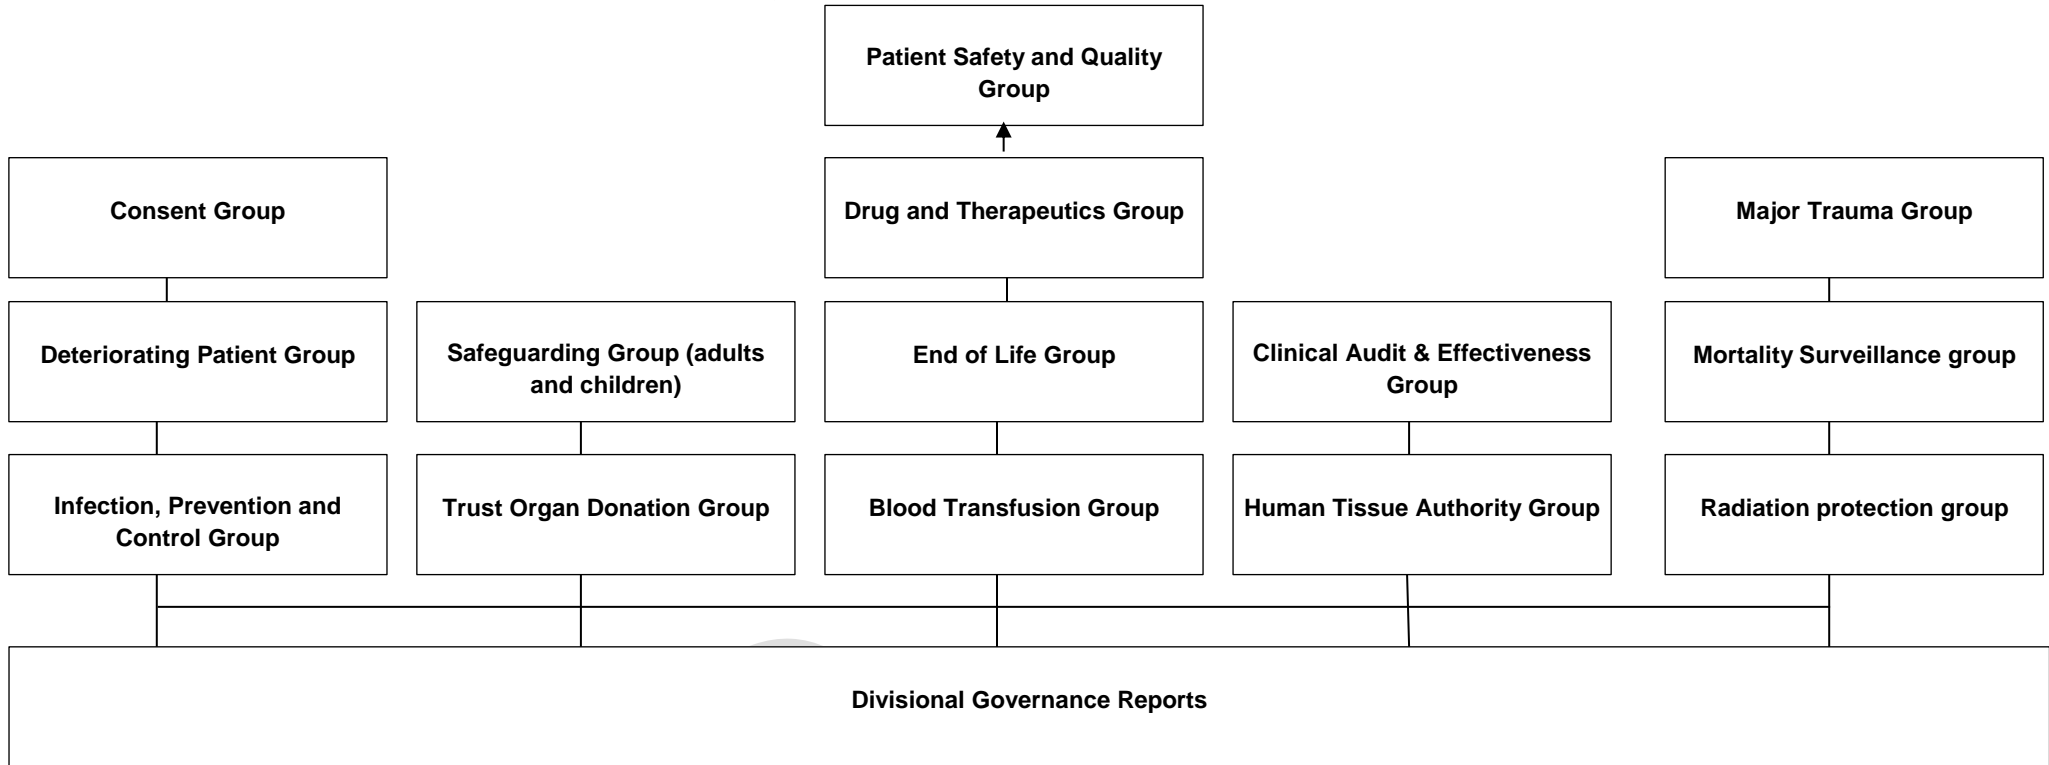 Patient Safety and Quality
Group
Consent Group
Drug and Therapeutics Group
Major Trauma Group
Deteriorating Patient Group
Safeguarding Group (adults
and children)
End of Life Group
Clinical Audit & Effectiveness
Group
Mortality Surveillance group
Infection, Prevention and
Control Group
Trust Organ Donation Group
Blood Transfusion Group
Human Tissue Authority Group
Radiation protection group
Divisional Governance Reports